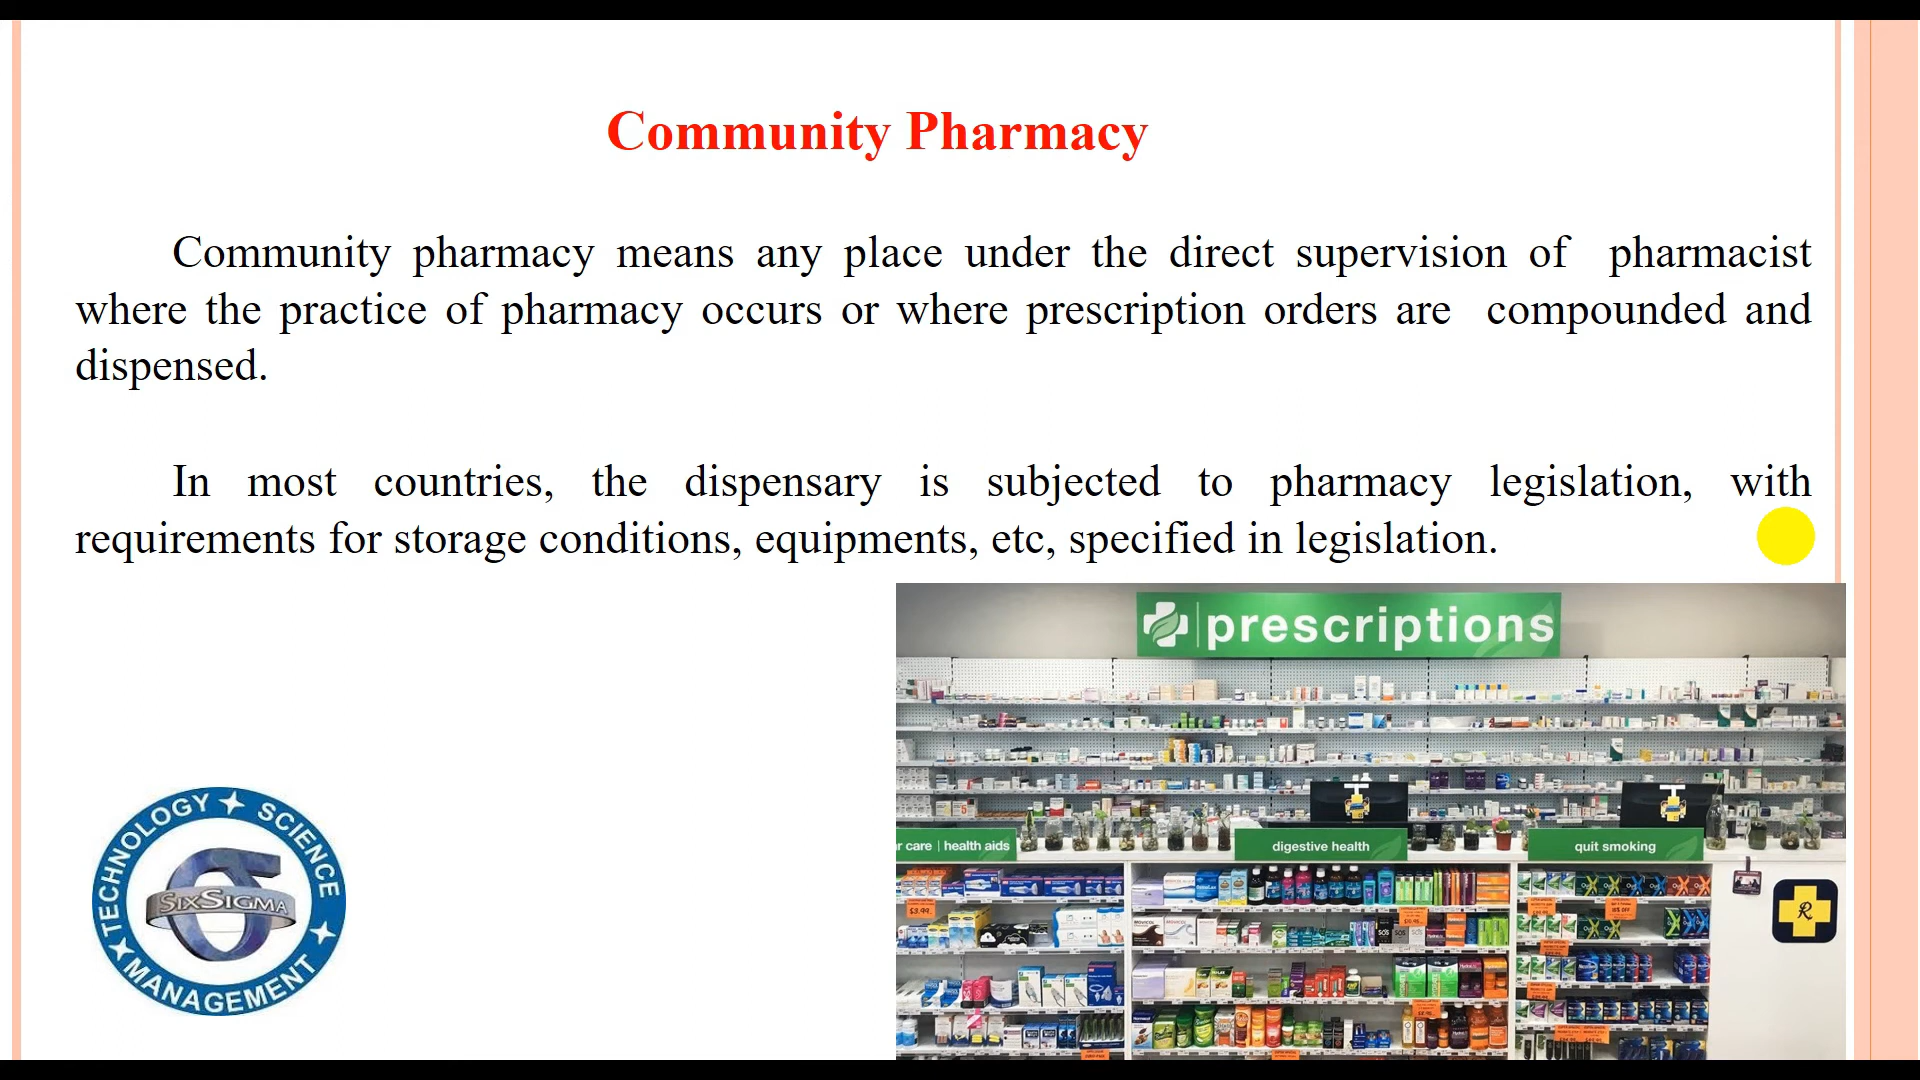 Community Pharmacy
Community pharmacy means any place under the direct supervision of pharmacist
where the practice of pharmacy occurs or where prescription orders are compounded and
dispensed.
In most countries, the dispensary is subjected to pharmacy legislation, with
requirements for storage conditions, equipments, etc, specified in legislation.
prescriptions
r care | health aids
digestive health
quit smoking
TECHNOLOGY SCIENCE
SIXSIGMA
MANAGEMENT